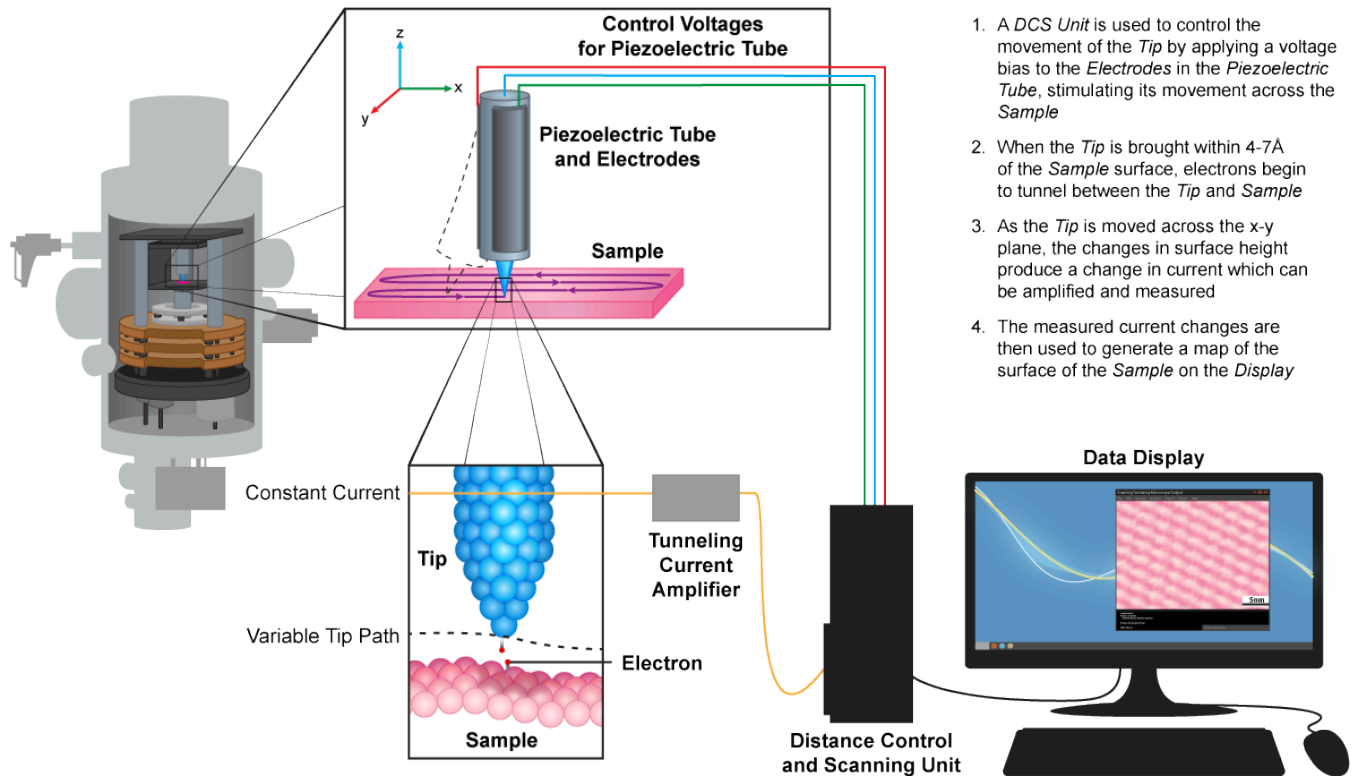 Control Voltages
for Piezoelectric Tube
z
x
y
Piezoelectric Tube
and Electrodes
Sample
1. A DCS Unit is used to control the
movement of the Tip by applying a voltage
bias to the Electrodes in the Piezoelectric
Tube, stimulating its movement across the
Sample
2. When the Tip is brought within 4-7Å
of the Sample surface, electrons begin
to tunnel between the Tip and Sample
3. As the Tip is moved across the x-y
plane, the changes in surface height
produce a change in current which can
be amplified and measured
4. The measured current changes are
then used to generate a map of the
surface of the Sample on the Display
Constant Current
Tip
Variable Tip Path
Electron
Sample
Tunneling
Current
Amplifier
Distance Control
and Scanning Unit
Data Display
Scanning Tunneling Microscope Output
5nm